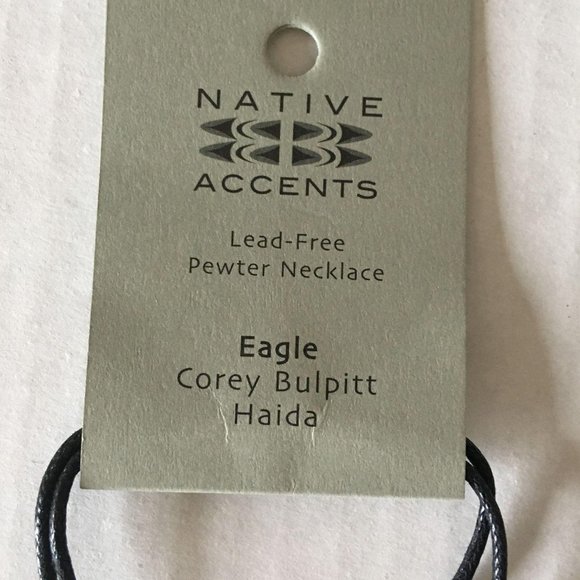 NATIVE
ACCENTS
Lead-Free
Pewter Necklace
Eagle
Corey Bulpitt
Haida